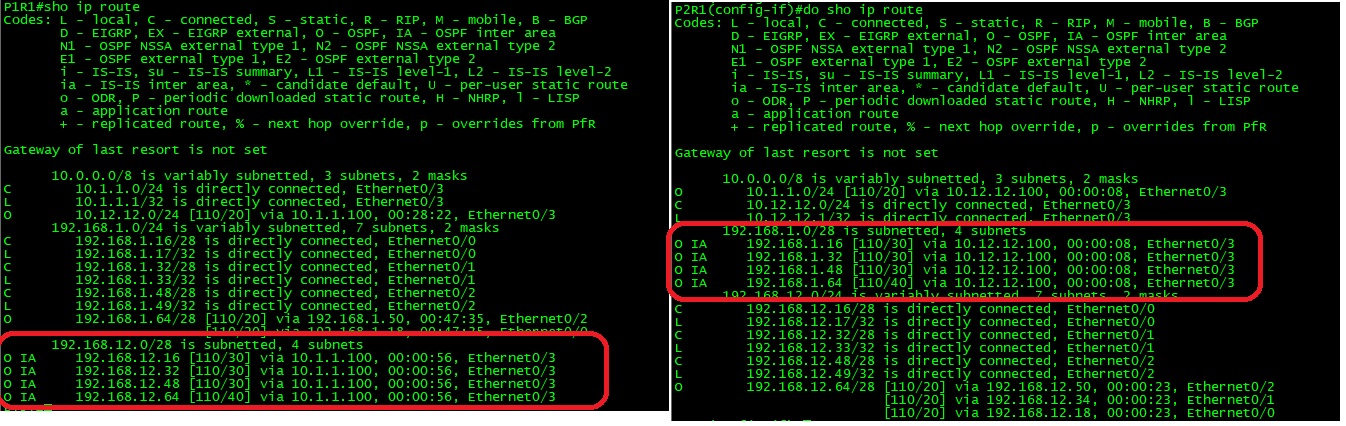 P1R1#sho ip route
Codes: L - local, C - connected, S - static, R - RIP, M - mobile, B - BGP
D - EIGRP, EX - EIGRP external, O - OSPF, IA - OSPF inter area
N1 - OSPF NSSA external type 1, N2 - OSPF NSSA external type 2
E1 - OSPF external type 1, E2 - OSPF external type 2
i - IS-IS, su - IS-IS summary, L1 - IS-IS level-1, L2 - IS-IS level-2
ia - IS-IS inter area, * - candidate default, U - per-user static route
o - ODR, P - periodic downloaded static route, H - NHRP, l - LISP
a - application route
+ - replicated route, % - next hop override, p - overrides from PfR
Gateway of last resort is not set
10.0.0.0/8 is variably subnetted, 3 subnets, 2 masks
C 10.1.1.0/24 is directly connected, Ethernet0/3
L 10.1.1.1/32 is directly connected, Ethernet0/3
O 10.12.12.0/24 [110/20] via 10.1.1.100, 00:28:22, Ethernet0/3
192.168.1.0/24 is variably subnetted, 7 subnets, 2 masks
C 192.168.1.16/28 is directly connected, Ethernet0/0
L 192.168.1.17/32 is directly connected, Ethernet0/0
C 192.168.1.32/28 is directly connected, Ethernet0/1
L 192.168.1.33/32 is directly connected, Ethernet0/1
C 192.168.1.48/28 is directly connected, Ethernet0/2
L 192.168.1.49/32 is directly connected, Ethernet0/2
O 192.168.1.64/28 [110/20] via 192.168.1.50, 00:47:35, Ethernet0/2
[110/20] via 192.168.1.18, 00:47:35, Ethernet0/0
192.168.12.0/28 is subnetted, 4 subnets
O IA 192.168.12.16 [110/30] via 10.1.1.100, 00:00:56, Ethernet0/3
O IA 192.168.12.32 [110/30] via 10.1.1.100, 00:00:56, Ethernet0/3
O IA 192.168.12.48 [110/30] via 10.1.1.100, 00:00:56, Ethernet0/3
O IA 192.168.12.64 [110/40] via 10.1.1.100, 00:00:56, Ethernet0/3
P2R1(config-if)#do sho ip route
Codes: L - local, C - connected, S - static, R - RIP, M - mobile, B - BGP
D - EIGRP, EX - EIGRP external, O - OSPF, IA - OSPF inter area
N1 - OSPF NSSA external type 1, N2 - OSPF NSSA external type 2
E1 - OSPF external type 1, E2 - OSPF external type 2
i - IS-IS, su - IS-IS summary, L1 - IS-IS level-1, L2 - IS-IS level-2
ia - IS-IS inter area, * - candidate default, U - per-user static route
o - ODR, P - periodic downloaded static route, H - NHRP, l - LISP
a - application route
+ - replicated route, % - next hop override, p - overrides from PfR
Gateway of last resort is not set
10.0.0.0/8 is variably subnetted, 3 subnets, 2 masks
O 10.1.1.0/24 [110/20] via 10.12.12.100, 00:00:08, Ethernet0/3
C 10.12.12.0/24 is directly connected, Ethernet0/3
L 10.12.12.1/32 is directly connected, Ethernet0/3
192.168.1.0/28 is subnetted, 4 subnets
O IA 192.168.1.16 [110/30] via 10.12.12.100, 00:00:08, Ethernet0/3
O IA 192.168.1.32 [110/30] via 10.12.12.100, 00:00:08, Ethernet0/3
O IA 192.168.1.48 [110/30] via 10.12.12.100, 00:00:08, Ethernet0/3
O IA 192.168.1.64 [110/40] via 10.12.12.100, 00:00:08, Ethernet0/3
192.168.12.0/24 is variably subnetted, 7 subnets, 2 masks
C 192.168.12.16/28 is directly connected, Ethernet0/0
L 192.168.12.17/32 is directly connected, Ethernet0/0
C 192.168.12.32/28 is directly connected, Ethernet0/1
L 192.168.12.33/32 is directly connected, Ethernet0/1
C 192.168.12.48/28 is directly connected, Ethernet0/2
L 192.168.12.49/32 is directly connected, Ethernet0/2
O 192.168.12.64/28 [110/20] via 192.168.12.50, 00:00:23, Ethernet0/2
[110/20] via 192.168.12.34, 00:00:23, Ethernet0/1
[110/20] via 192.168.12.18, 00:00:23, Ethernet0/0